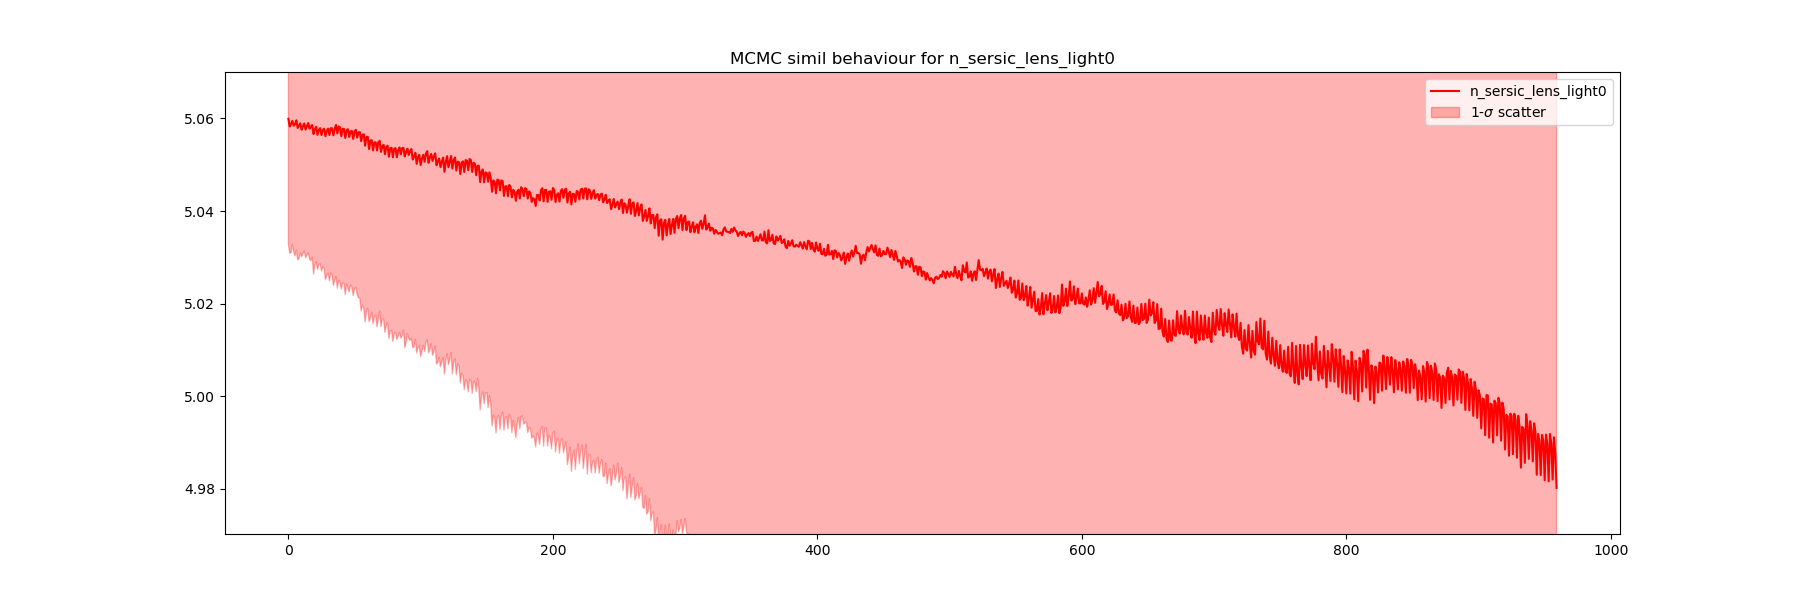 MCMC simil behaviour for n_sersic_lens_light0
n_sersic_lens_light0
1-σ scatter
5.06
5.04
5.02
5.00
4.98
0 200 400 600 800 1000